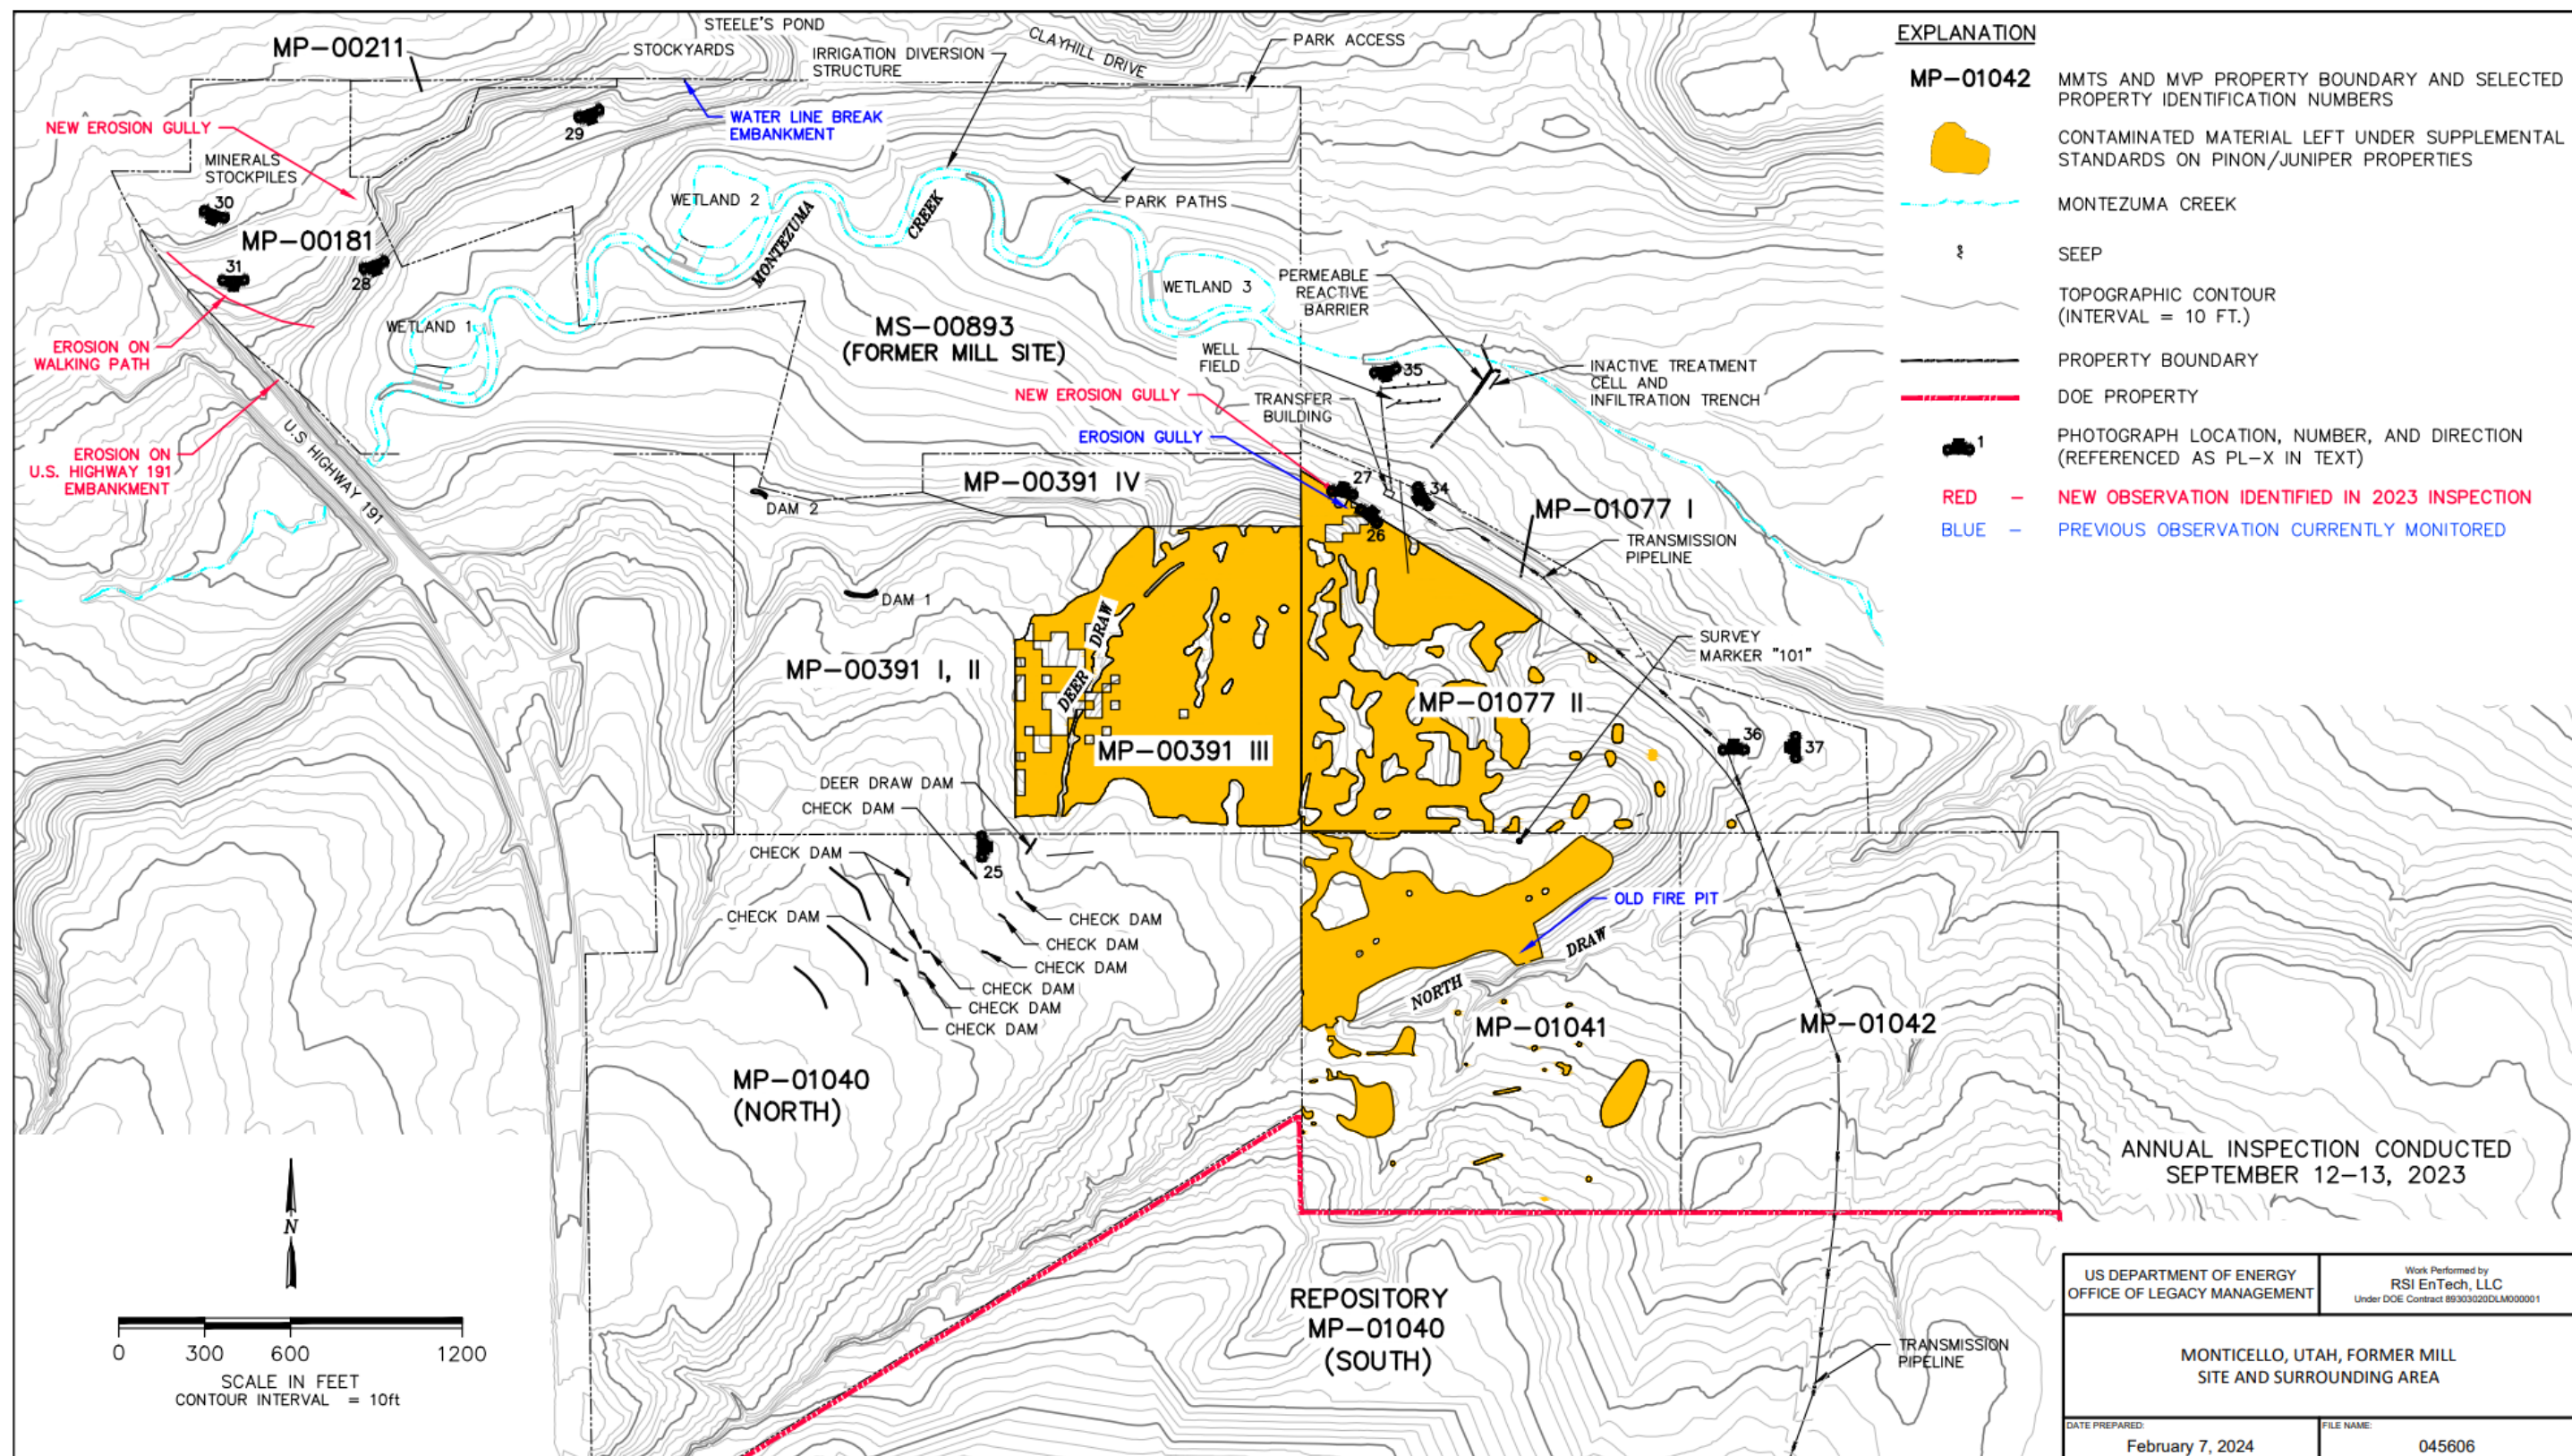 STEELE'S POND
MP-00211
STOCKYARDS
IRRIGATION DIVERSION
STRUCTURE
CLAYHILL DRIVE
PARK ACCESS
NEW EROSION GULLY
29
WATER LINE BREAK
EMBANKMENT
MINERALS
STOCKPILES
30
MP-00181
31
28
WETLAND 2
MONTEZUMA
CREEK
PARK PATHS
WETLAND 1
WETLAND 3
PERMEABLE
REACTIVE
BARRIER
MS-00893
(FORMER MILL SITE)
EROSION ON
WALKING PATH
WELL
FIELD
35
INACTIVE TREATMENT
CELL AND
INFILTRATION TRENCH
NEW EROSION GULLY
TRANSFER
BUILDING
EROSION GULLY
EROSION ON
U.S. HIGHWAY 191
EMBANKMENT
U.S HIGHWAY 191
MP-00391 IV
27
34
26
MP-01077 I
TRANSMISSION
PIPELINE
DAM 2
DAM 1
DEER DRAW
MP-00391 I, II
SURVEY
MARKER "101"
MP-01077 II
MP-00391 III
36
37
DEER DRAW DAM
CHECK DAM
CHECK DAM
25
CHECK DAM
CHECK DAM
CHECK DAM
CHECK DAM
CHECK DAM
CHECK DAM
CHECK DAM
OLD FIRE PIT
NORTH
DRAW
MP-01041
MP-01042
MP-01040
(NORTH)
REPOSITORY
MP-01040
(SOUTH)
TRANSMISSION
PIPELINE
N
0 300 600 1200
SCALE IN FEET
CONTOUR INTERVAL = 10ft
EXPLANATION
MP-01042 MMTS AND MVP PROPERTY BOUNDARY AND SELECTED
PROPERTY IDENTIFICATION NUMBERS
CONTAMINATED MATERIAL LEFT UNDER SUPPLEMENTAL
STANDARDS ON PINON/JUNIPER PROPERTIES
MONTEZUMA CREEK
SEEP
TOPOGRAPHIC CONTOUR
(INTERVAL = 10 FT.)
PROPERTY BOUNDARY
DOE PROPERTY
1 PHOTOGRAPH LOCATION, NUMBER, AND DIRECTION
(REFERENCED AS PL-X IN TEXT)
RED - NEW OBSERVATION IDENTIFIED IN 2023 INSPECTION
BLUE - PREVIOUS OBSERVATION CURRENTLY MONITORED
ANNUAL INSPECTION CONDUCTED
SEPTEMBER 12-13, 2023
US DEPARTMENT OF ENERGY
OFFICE OF LEGACY MANAGEMENT
Work Performed by
RSI EnTech, LLC
Under DOE Contract 89303020DLM000001
MONTICELLO, UTAH, FORMER MILL
SITE AND SURROUNDING AREA
DATE PREPARED:
February 7, 2024
FILE NAME:
045606